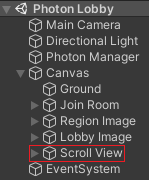 Photon Lobby
Main Camera
Directional Light
Photon Manager
Canvas
Ground
Join Room
Region Image
Lobby Image
Scroll View
EventSystem